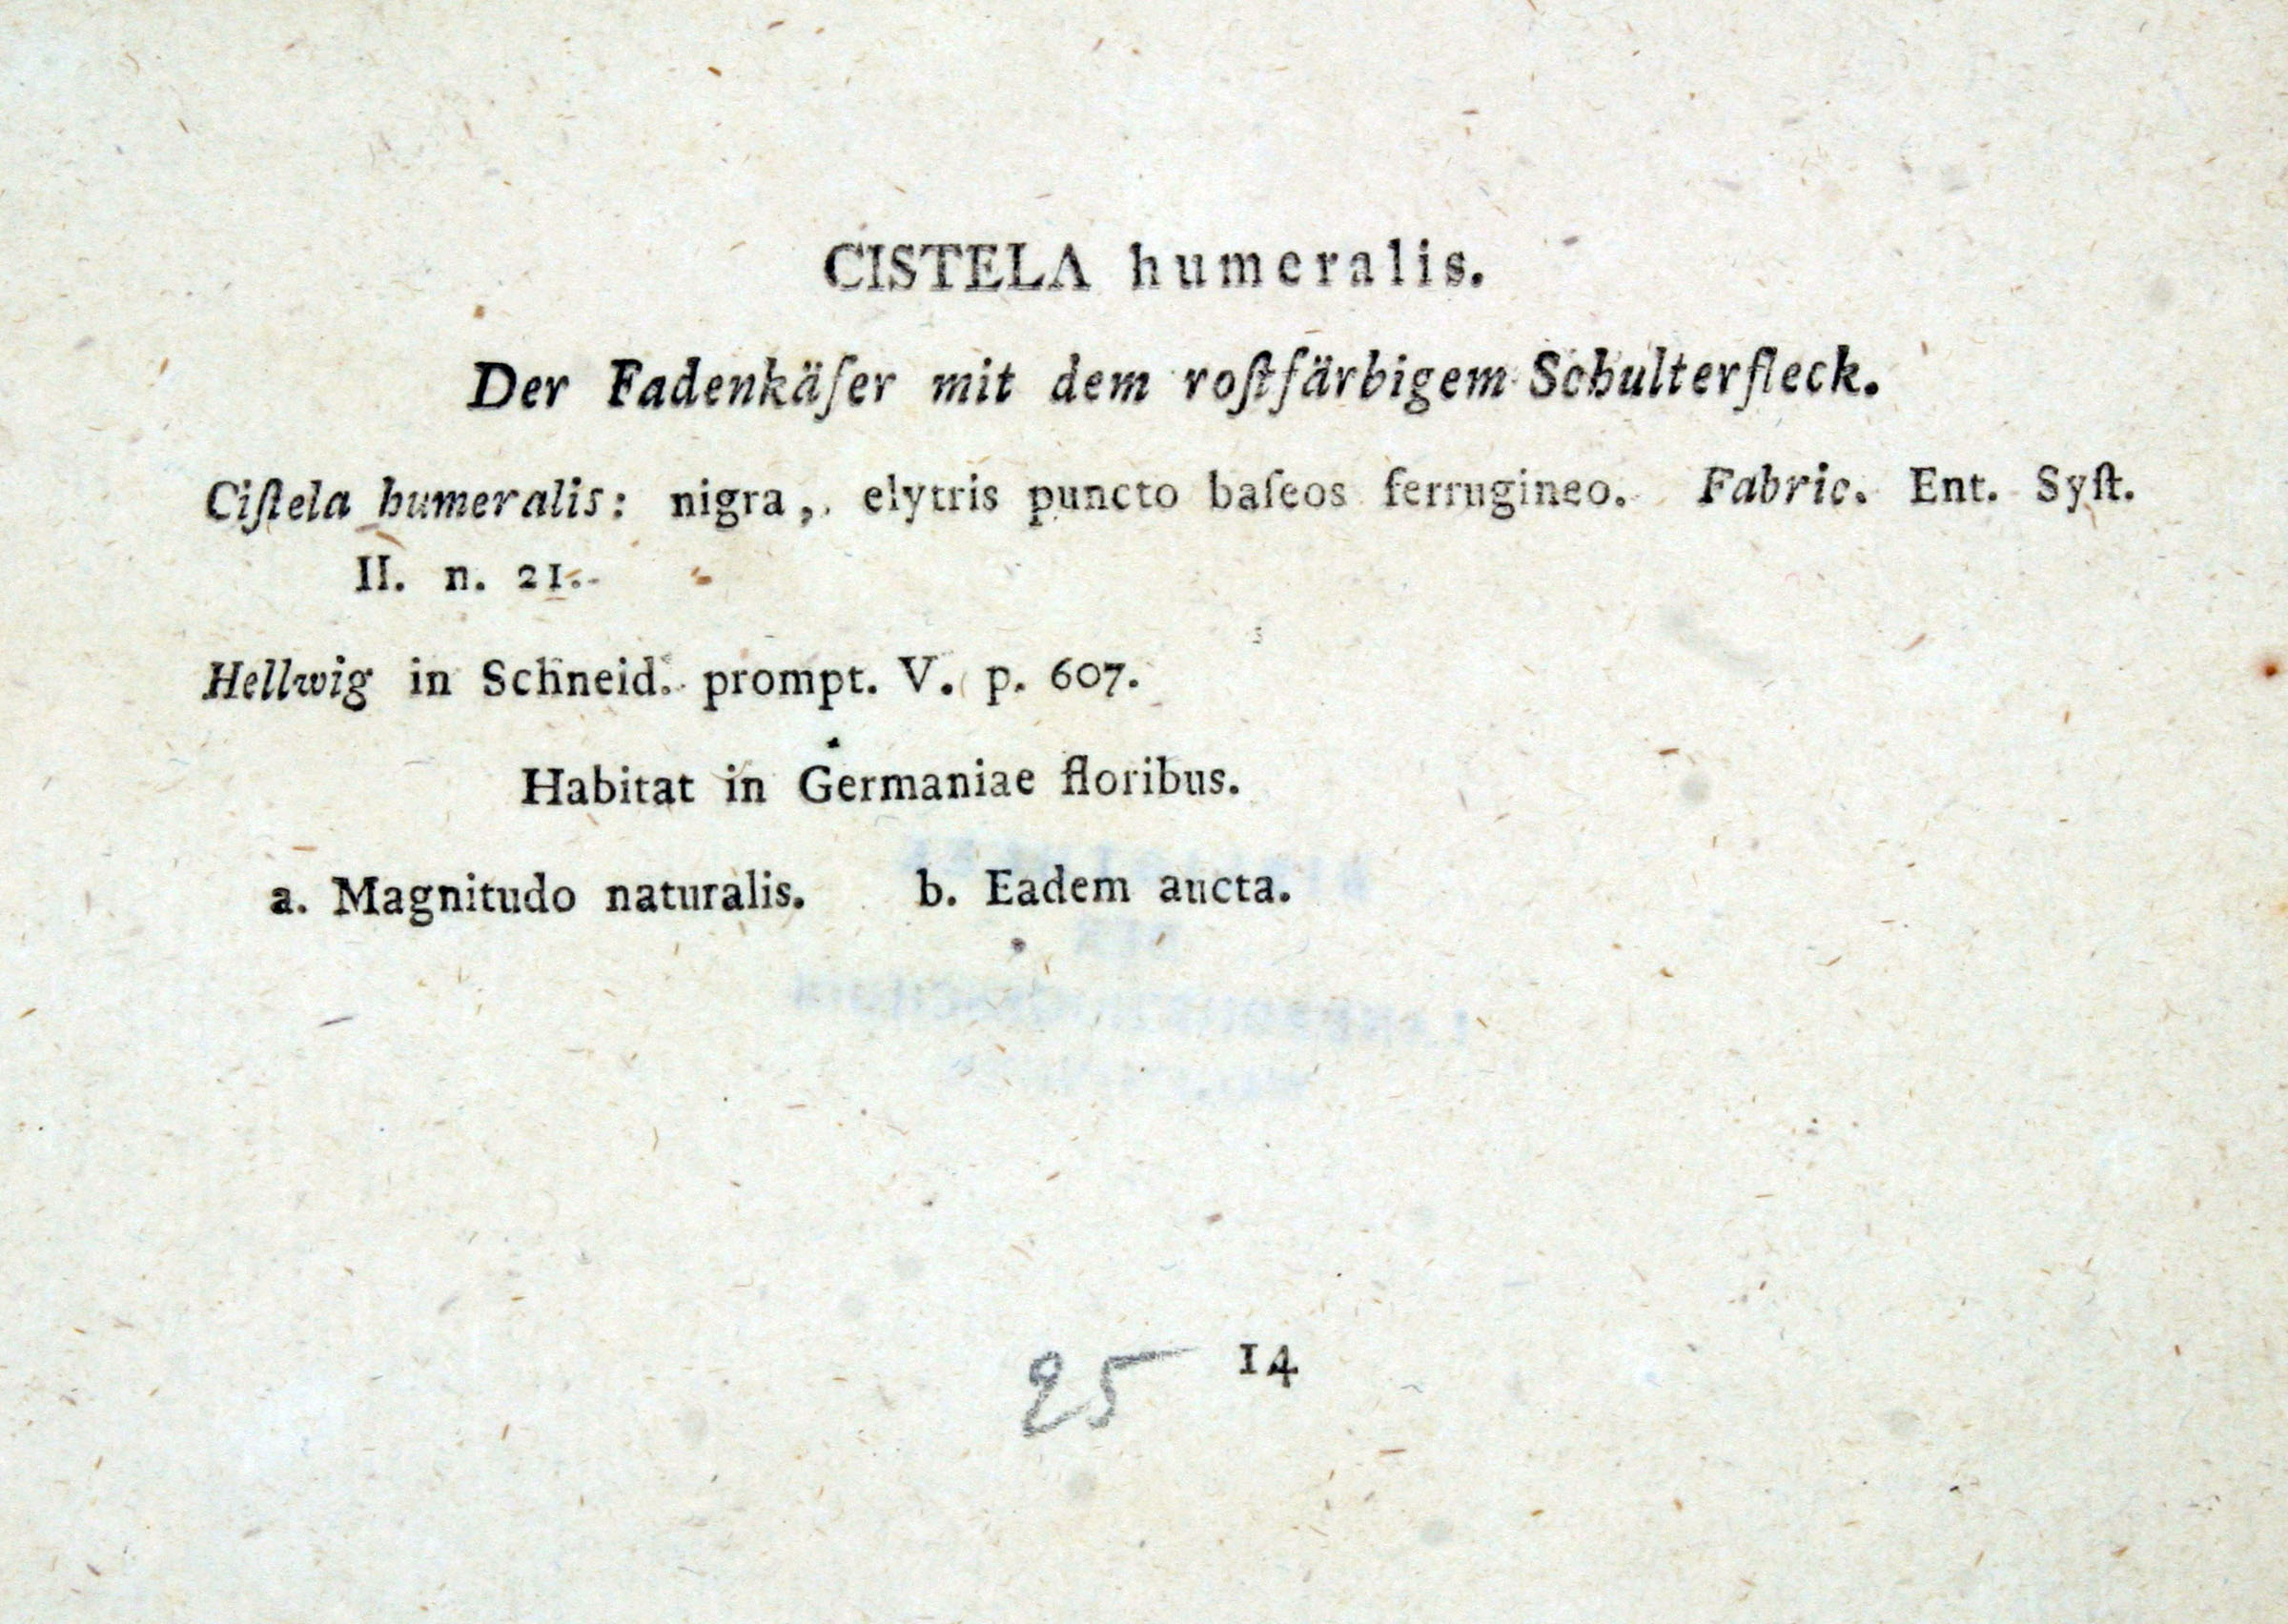 CISTELA humeralis.
Der Fadenkäſer mit dem roſtfärbigem Schulterfleck.
Ciſtela humeralis: nigra, elytris puncto baſeos ferrugineo. Fabric. Ent. Syſt.
II. n. 21.
Hellwig in Schneid. prompt. V. p. 607.
Habitat in Germaniae floribus.
a. Magnitudo naturalis. b. Eadem aucta.
25 14